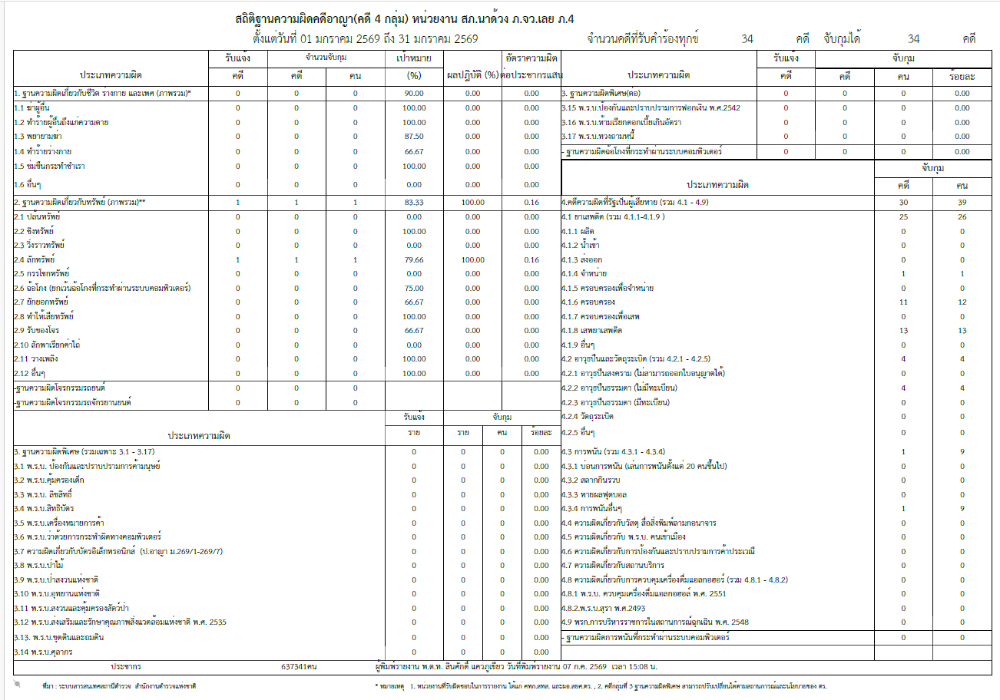 สถิติฐานความผิดคดีอาญา(คดี 4 กลุ่ม) หน่วยงาน สภ.นาด้วง ภ.จว.เลย ภ.4
ตั้งแต่วันที่ 01 มกราคม 2569 ถึง 31 มกราคม 2569 จำนวนคดีที่รับคำร้องทุกข์ 34 คดี จับกุมได้ 34 คดี
ประเภทความผิด รับแจ้ง จำนวนจับกุม เป้าหมาย ผลปฏิบัติ (%) อัตราความผิด
คดี คดี คน (%) ต่อประชากรแสน
1. ฐานความผิดเกี่ยวกับชีวิต ร่างกาย และเพศ (ภาพรวม)* 0 0 0 90.00 0.00 0.00
1.1 ฆ่าผู้อื่น 0 0 0 100.00 0.00 0.00
1.2 ทำร้ายผู้อื่นถึงแก่ความตาย 0 0 0 100.00 0.00 0.00
1.3 พยายามฆ่า 0 0 0 87.50 0.00 0.00
1.4 ทำร้ายร่างกาย 0 0 0 66.67 0.00 0.00
1.5 ข่มขืนกระทำชำเรา 0 0 0 100.00 0.00 0.00
1.6 อื่นๆ 0 0 0 0.00 0.00 0.00
2. ฐานความผิดเกี่ยวกับทรัพย์ (ภาพรวม)** 1 1 1 83.33 100.00 0.16
2.1 ปล้นทรัพย์ 0 0 0 0.00 0.00 0.00
2.2 ชิงทรัพย์ 0 0 0 100.00 0.00 0.00
2.3 วิ่งราวทรัพย์ 0 0 0 0.00 0.00 0.00
2.4 ลักทรัพย์ 1 1 1 79.66 100.00 0.16
2.5 กรรโชกทรัพย์ 0 0 0 0.00 0.00 0.00
2.6 ฉ้อโกง (ยกเว้นฉ้อโกงที่กระทำผ่านระบบคอมพิวเตอร์) 0 0 0 75.00 0.00 0.00
2.7 ยักยอกทรัพย์ 0 0 0 66.67 0.00 0.00
2.8 ทำให้เสียทรัพย์ 0 0 0 100.00 0.00 0.00
2.9 รับของโจร 0 0 0 66.67 0.00 0.00
2.10 ลักพาเรียกค่าไถ่ 0 0 0 0.00 0.00 0.00
2.11 วางเพลิง 0 0 0 100.00 0.00 0.00
2.12 อื่นๆ 0 0 0 100.00 0.00 0.00
-ฐานความผิดโจรกรรมรถยนต์ 0 0 0
-ฐานความผิดโจรกรรมรถจักรยานยนต์ 0 0 0
ประเภทความผิด รับแจ้ง จับกุม
ราย ราย คน ร้อยละ
3. ฐานความผิดพิเศษ (รวมเฉพาะ 3.1 - 3.17) 0 0 0 0.00
3.1 พ.ร.บ. ป้องกันและปราบปรามการค้ามนุษย์ 0 0 0 0.00
3.2 พ.ร.บ.คุ้มครองเด็ก 0 0 0 0.00
3.3 พ.ร.บ. ลิขสิทธิ์ 0 0 0 0.00
3.4 พ.ร.บ.สิทธิบัตร 0 0 0 0.00
3.5 พ.ร.บ.เครื่องหมายการค้า 0 0 0 0.00
3.6 พ.ร.บ.ว่าด้วยการกระทำผิดทางคอมพิวเตอร์ 0 0 0 0.00
3.7 ความผิดเกี่ยวกับบัตรอิเล็กทรอนิกส์ (ป.อาญา ม.269/1-269/7) 0 0 0 0.00
3.8 พ.ร.บ.ป่าไม้ 0 0 0 0.00
3.9 พ.ร.บ.ป่าสงวนแห่งชาติ 0 0 0 0.00
3.10 พ.ร.บ.อุทยานแห่งชาติ 0 0 0 0.00
3.11 พ.ร.บ.สงวนและคุ้มครองสัตว์ป่า 0 0 0 0.00
3.12 พ.ร.บ.ส่งเสริมและรักษาคุณภาพสิ่งแวดล้อมแห่งชาติ พ.ศ. 2535 0 0 0 0.00
3.13. พ.ร.บ.ขุดดินและถมดิน 0 0 0 0.00
3.14 พ.ร.บ.ศุลากร 0 0 0 0.00
ประเภทความผิด รับแจ้ง จับกุม
คดี คดี คน ร้อยละ
3. ฐานความผิดพิเศษ(ต่อ) 0 0 0 0.00
3.15 พ.ร.บ.ป้องกันและปราบปรามการฟอกเงิน พ.ศ.2542 0 0 0 0.00
3.16 พ.ร.บ.ห้ามเรียกดอกเบี้ยเกินอัตรา 0 0 0 0.00
3.17 พ.ร.บ.ทวงถามหนี้ 0 0 0 0.00
- ฐานความผิดฉ้อโกงที่กระทำผ่านระบบคอมพิวเตอร์ 0 0 0 0.00
ประเภทความผิด จับกุม
คดี คน
4.คดีความผิดที่รัฐเป็นผู้เสียหาย (รวม 4.1 - 4.9) 30 39
4.1 ยาเสพติด (รวม 4.1.1-4.1.9 ) 25 26
4.1.1 ผลิต 0 0
4.1.2 นำเข้า 0 0
4.1.3 ส่งออก 0 0
4.1.4 จำหน่าย 1 1
4.1.5 ครอบครองเพื่อจำหน่าย 0 0
4.1.6 ครอบครอง 11 12
4.1.7 ครอบครองเพื่อเสพ 0 0
4.1.8 เสพยาเสพติด 13 13
4.1.9 อื่นๆ 0 0
4.2 อาวุธปืนและวัตถุระเบิด (รวม 4.2.1 - 4.2.5) 4 4
4.2.1 อาวุธปืนสงคราม (ไม่สามารถออกใบอนุญาตได้) 0 0
4.2.2 อาวุธปืนธรรมดา (ไม่มีทะเบียน) 4 4
4.2.3 อาวุธปืนธรรมดา (มีทะเบียน) 0 0
4.2.4 วัตถุระเบิด 0 0
4.2.5 อื่นๆ 0 0
4.3 การพนัน (รวม 4.3.1 - 4.3.4) 1 9
4.3.1 บ่อนการพนัน (เล่นการพนันตั้งแต่ 20 คนขึ้นไป) 0 0
4.3.2 สลากกินรวบ 0 0
4.3.3 ทายผลฟุตบอล 0 0
4.3.4 การพนันอื่นๆ 1 9
4.4 ความผิดเกี่ยวกับวัสดุ สื่อสิ่งพิมพ์ลามกอนาจาร 0 0
4.5 ความผิดเกี่ยวกับ พ.ร.บ. คนเข้าเมือง 0 0
4.6 ความผิดเกี่ยวกับการป้องกันและปราบปรามการค้าประเวณี 0 0
4.7 ความผิดเกี่ยวกับสถานบริการ 0 0
4.8 ความผิดเกี่ยวกับการควบคุมเครื่องดื่มแอลกอฮอร์ (รวม 4.8.1 - 4.8.2) 0 0
4.8.1 พ.ร.บ. ควบคุมเครื่องดื่มแอลกอฮอล์ พ.ศ. 2551 0 0
4.8.2.พ.ร.บ.สุรา พ.ศ.2493 0 0
4.9 พรก.การบริหารราชการในสถานการณ์ฉุกเฉิน พ.ศ. 2548 0 0
- ฐานความผิดการพนันที่กระทำผ่านระบบคอมพิวเตอร์ 0 0
ประชากร 637341คน ผู้พิมพ์รายงาน พ.ต.ท. สินศักดิ์ แควภูเขียว วันที่พิมพ์รายงาน 07 ก.ค. 2569 เวลา 15:08 น.
ที่มา : ระบบสารสนเทศสถานีตำรวจ สำนักงานตำรวจแห่งชาติ * หมายเหตุ 1. หน่วยงานที่รับผิดชอบในการรายงาน ได้แก่ ศทก.สทส. และผอ.สยศ.ตร. , 2. คดีกลุ่มที่ 3 ฐานความผิดพิเศษ สามารถปรับเปลี่ยนได้ตามสถานการณ์และนโยบายของ ตร.